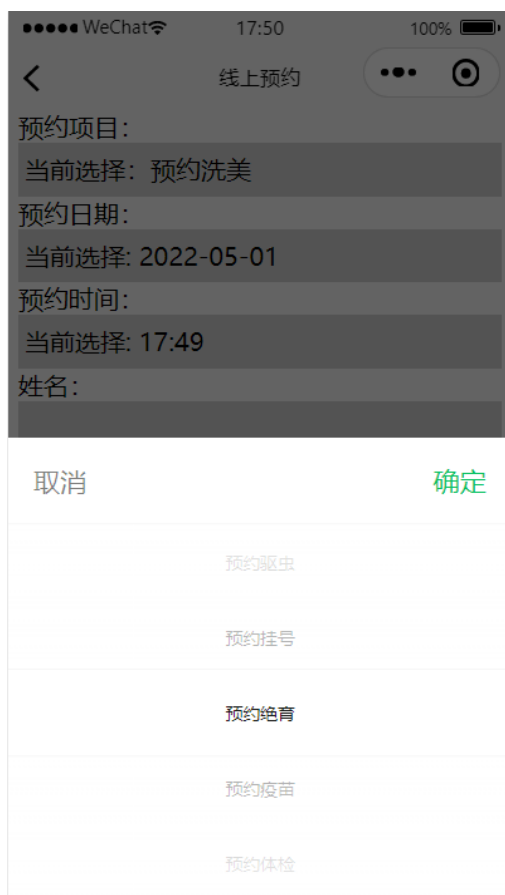 WeChat 17:50 100%
线上预约
预约项目:
当前选择：预约洗美
预约日期:
当前选择: 2022-05-01
预约时间:
当前选择: 17:49
姓名:
取消 确定
预约驱虫
预约挂号
预约绝育
预约疫苗
预约体检